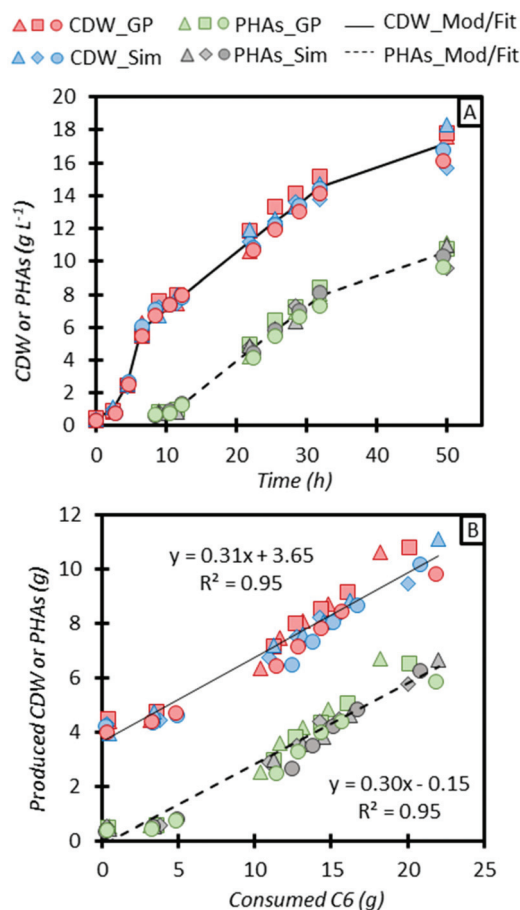 CDW_GP PHAs_GP CDW_Mod/Fit
CDW_Sim PHAs_Sim PHAs_Mod/Fit
A
20
18
16
14
12
10
8
6
4
2
0
CDW or PHAs (g L⁻¹)
0 10 20 30 40 50
Time (h)
B
12
10
8
6
4
2
0
Produced CDW or PHAs (g)
y = 0.31x + 3.65
R² = 0.95
y = 0.30x - 0.15
R² = 0.95
0 5 10 15 20 25
Consumed C6 (g)